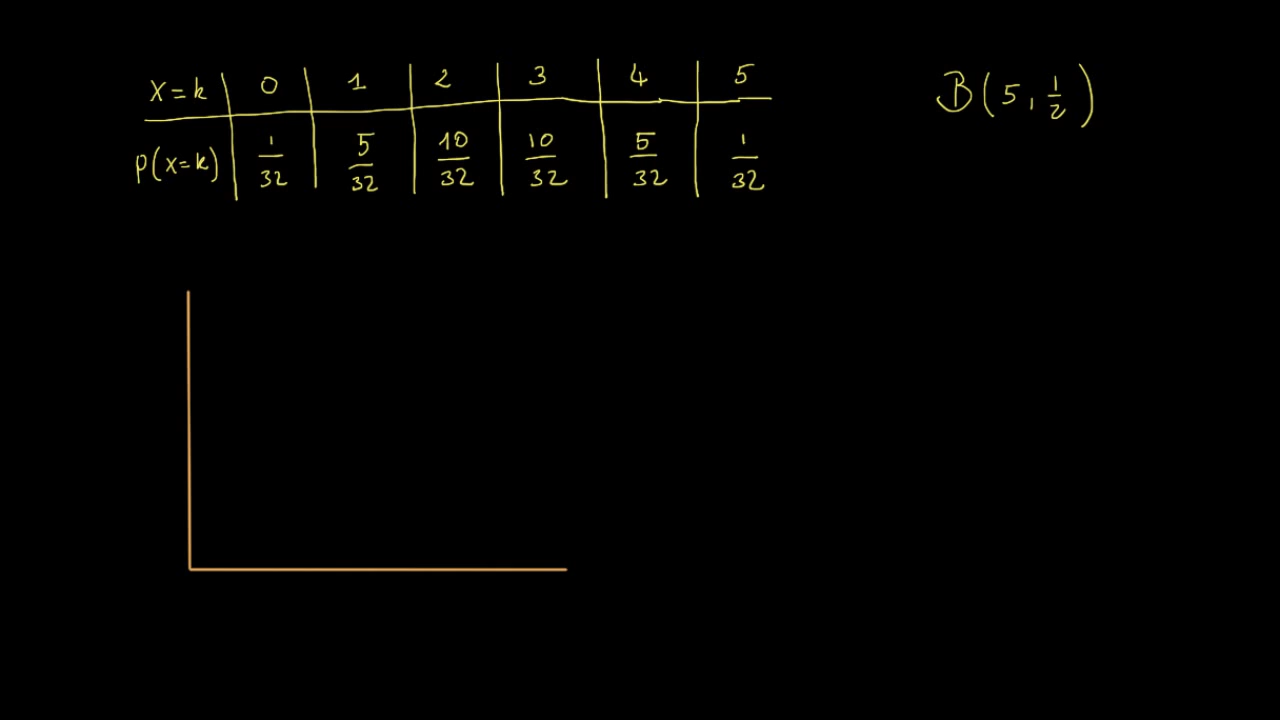 X=k | 0 | 1 | 2 | 3 | 4 | 5
P(X=k) | 1/32 | 5/32 | 10/32 | 10/32 | 5/32 | 1/32
B(5, 1/2)